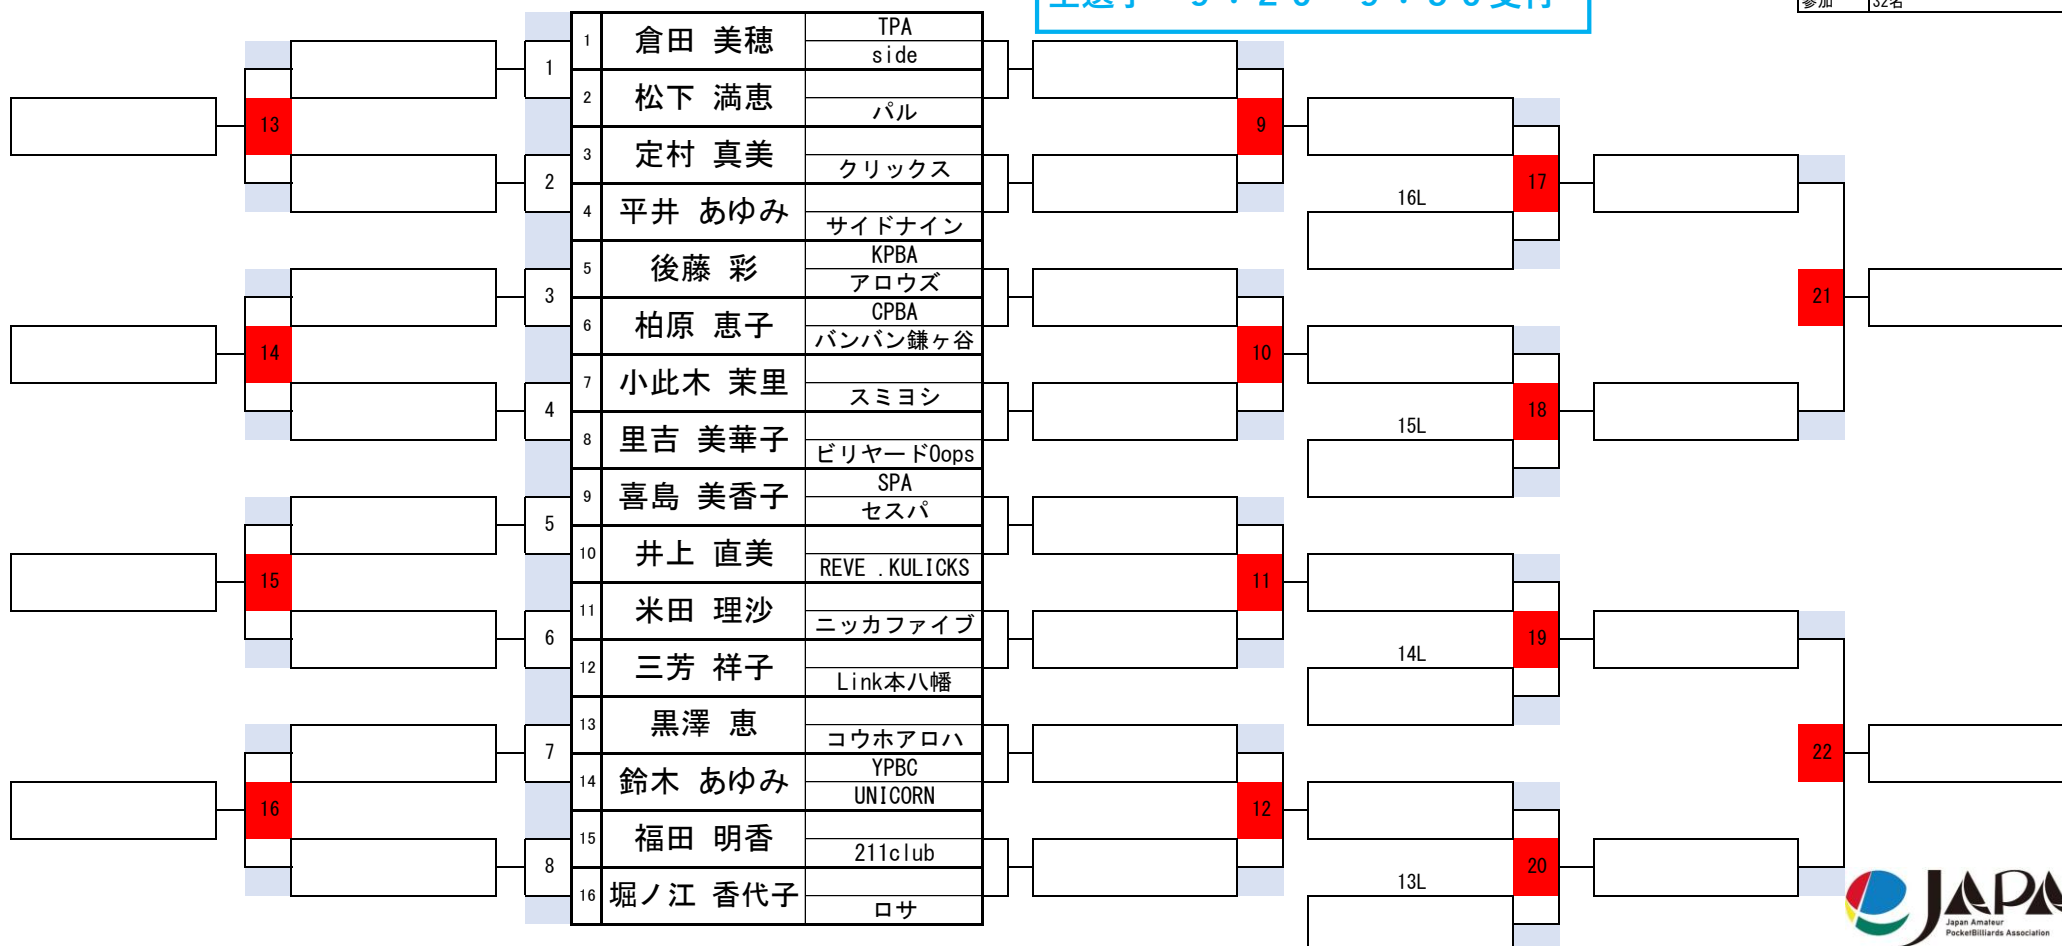 参加 32名
1 倉田 美穂 TPA side
2 松下 満恵 パル
3 定村 真美 クリックス
4 平井 あゆみ サイドナイン
5 後藤 彩 KPBA アロウズ
6 柏原 恵子 CPBA バンバン鎌ヶ谷
7 小此木 茉里 スミヨシ
8 里吉 美華子 ビリヤードOops
9 喜島 美香子 SPA セスパ
10 井上 直美 REVE .KULICKS
11 米田 理沙 ニッカファイブ
12 三芳 祥子 Link本八幡
13 黒澤 恵 コウホアロハ
14 鈴木 あゆみ YPBC UNICORN
15 福田 明香 211club
16 堀ノ江 香代子 ロサ
1
2
3
4
5
6
7
8
13
14
15
16
9
10
11
12
16L
15L
14L
13L
17
18
19
20
21
22
JAPA
Japan Amateur
PocketBilliards Association